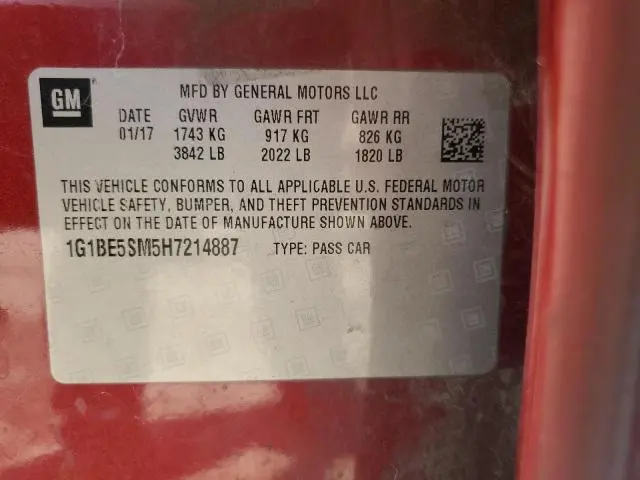 GM
MFD BY GENERAL MOTORS LLC
DATE GVWR GAWR FRT GAWR RR
01/17 1743 KG 917 KG 826 KG
3842 LB 2022 LB 1820 LB
THIS VEHICLE CONFORMS TO ALL APPLICABLE U.S. FEDERAL MOTOR
VEHICLE SAFETY, BUMPER, AND THEFT PREVENTION STANDARDS IN
EFFECT ON THE DATE OF MANUFACTURE SHOWN ABOVE.
1G1BE5SM5H7214887 TYPE: PASS CAR